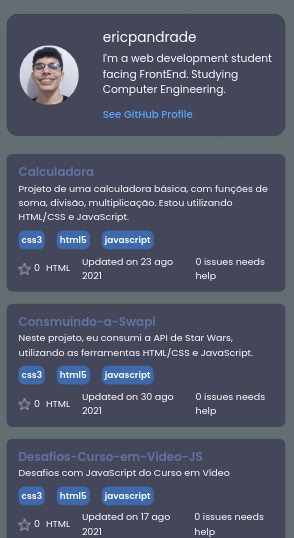 ericpandrade
I'm a web development student
facing FrontEnd. Studying
Computer Engineering.
See GitHub Profile
Calculadora
Projeto de uma calculadora básica, com funções de
soma, divisão, multiplicação. Estou utilizando
HTML/CSS e JavaScript.
css3 html5 javascript
0 HTML Updated on 23 ago 0 issues needs
2021 help
Consmuindo-a-Swapi
Neste projeto, eu consumi a API de Star Wars,
utilizando as ferramentas HTML/CSS e JavaScript.
css3 html5 javascript
0 HTML Updated on 30 ago 0 issues needs
2021 help
Desafios-Curso-em-Video-JS
Desafios com JavaScript do Curso em Vídeo
css3 html5 javascript
0 HTML Updated on 17 ago 0 issues needs
2021 help